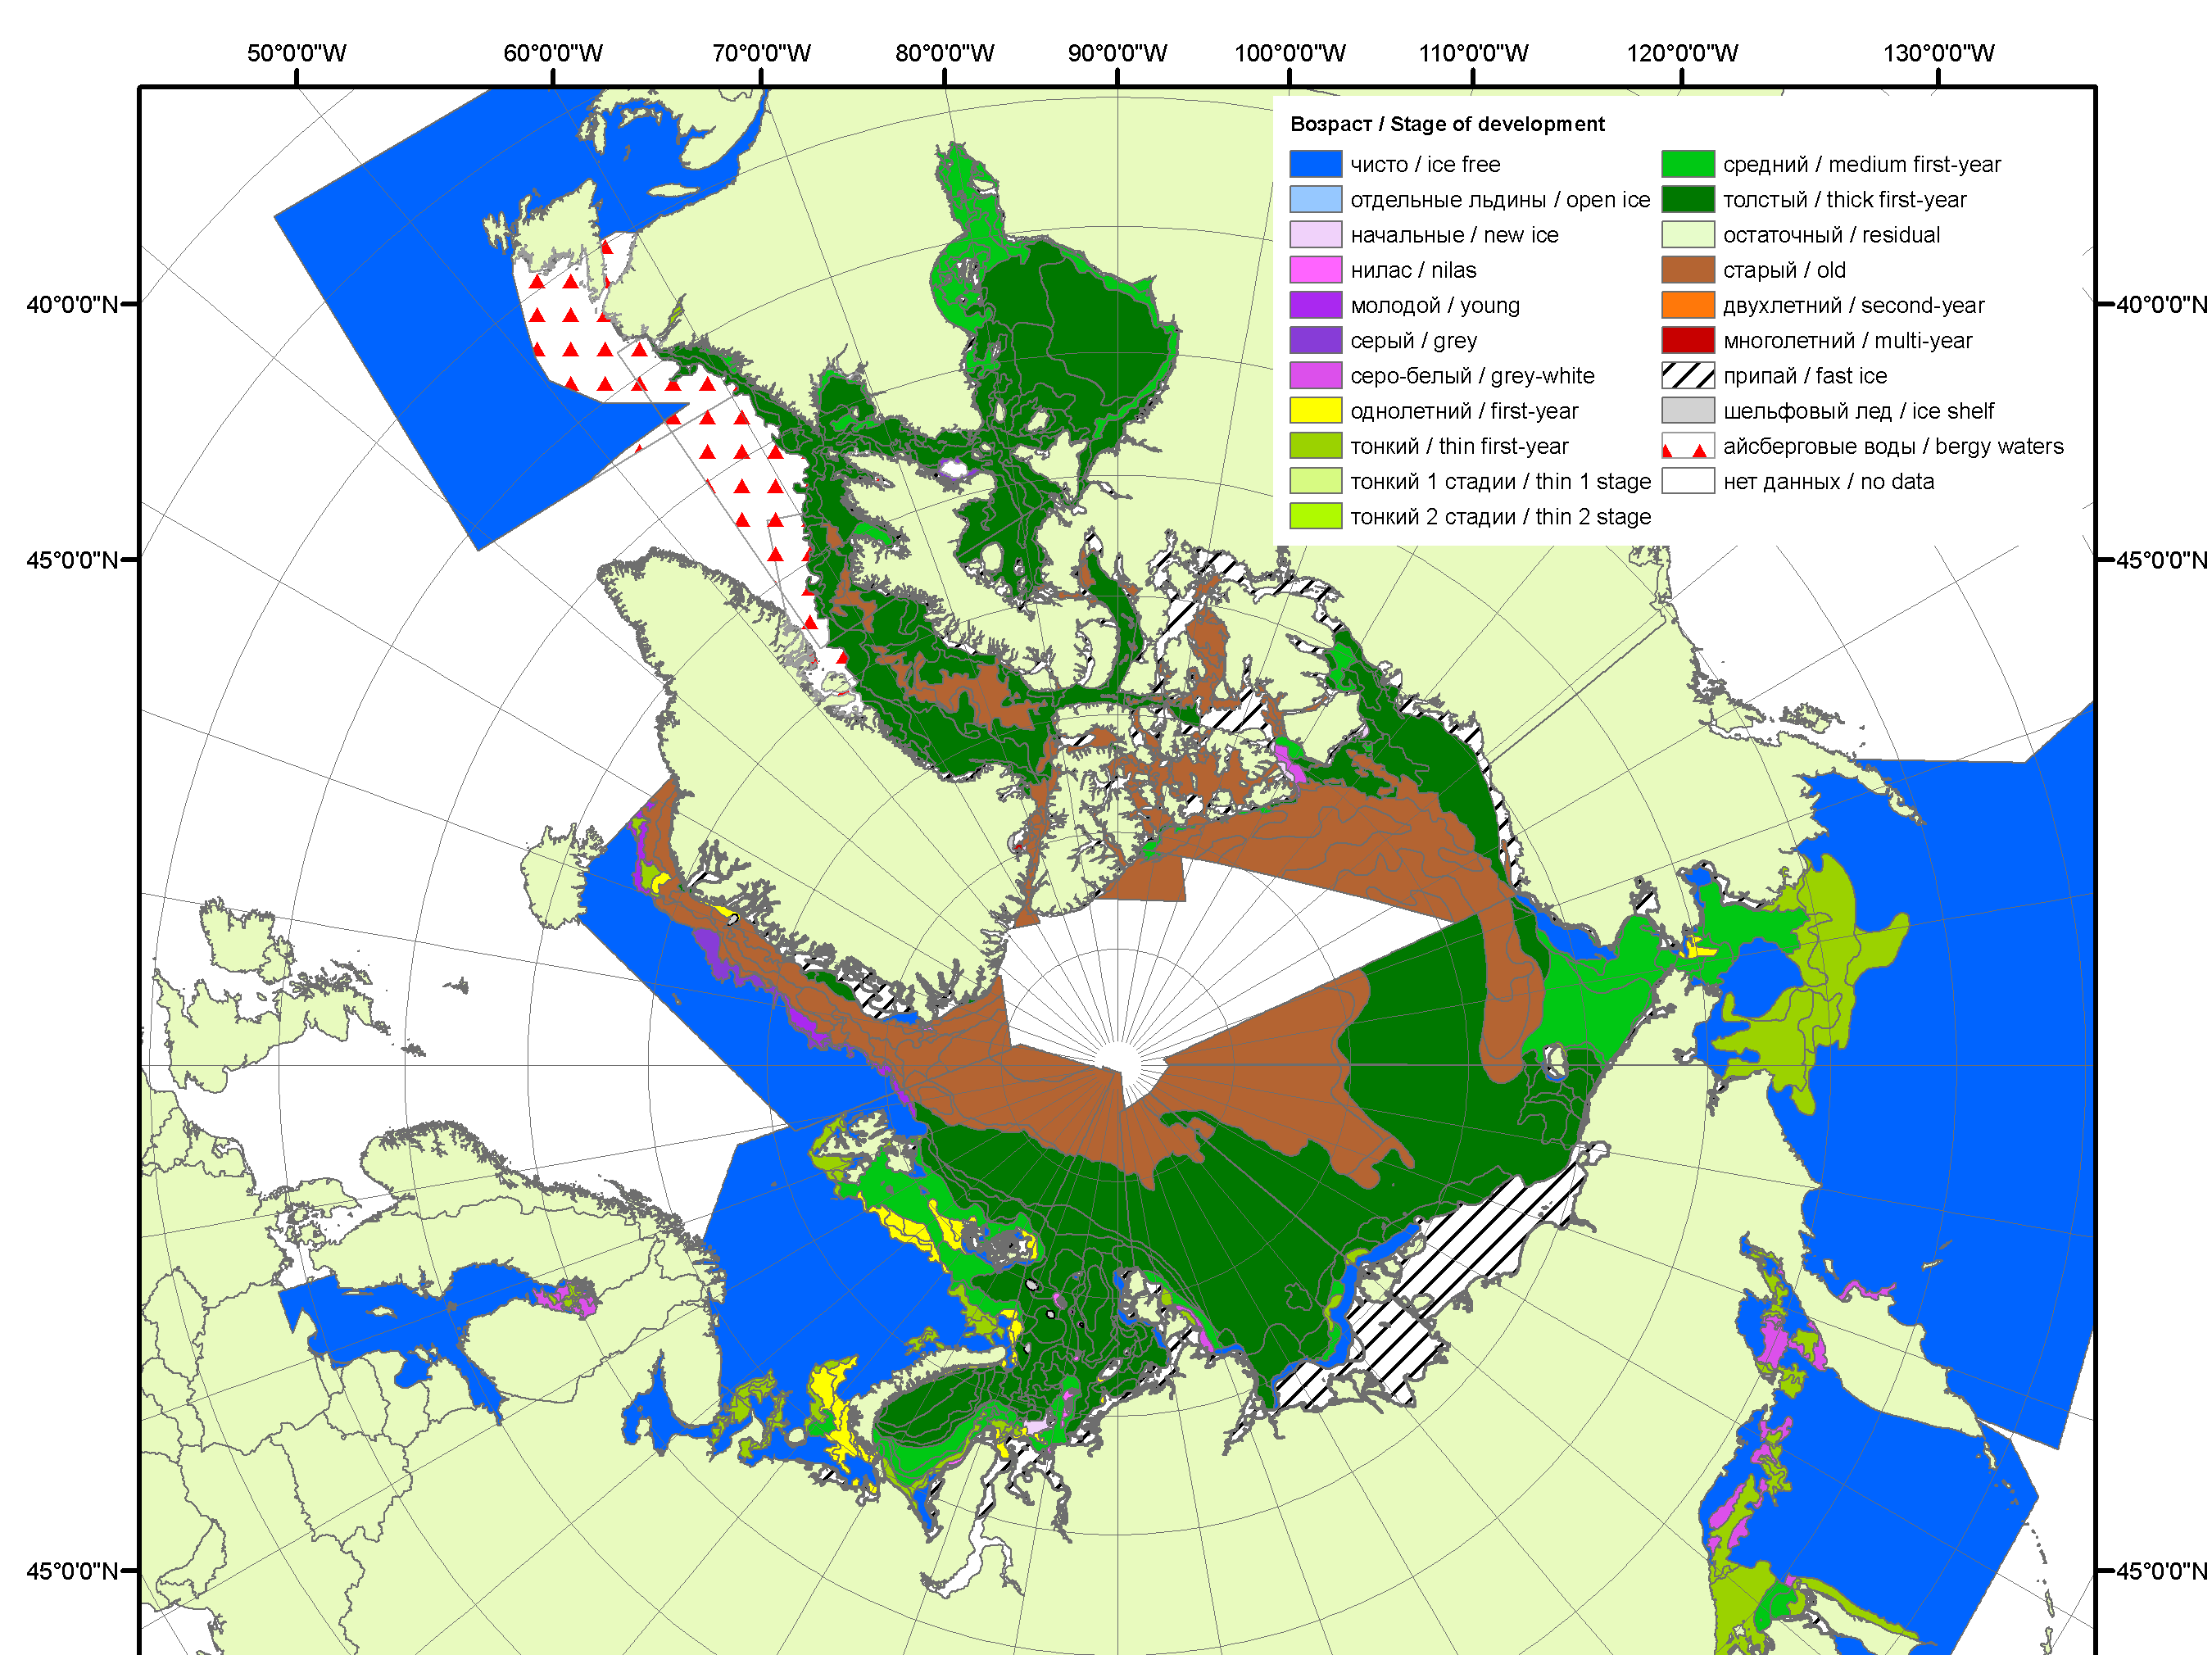 50°0'0"W 60°0'0"W 70°0'0"W 80°0'0"W 90°0'0"W 100°0'0"W 110°0'0"W 120°0'0"W 130°0'0"W
Возраст / Stage of development
чисто / ice free
отдельные льдины / open ice
начальные / new ice
нилас / nilas
молодой / young
серый / grey
серо-белый / grey-white
однолетний / first-year
тонкий / thin first-year
тонкий 1 стадии / thin 1 stage
тонкий 2 стадии / thin 2 stage
средний / medium first-year
толстый / thick first-year
остаточный / residual
старый / old
двухлетний / second-year
многолетний / multi-year
припай / fast ice
шельфовый лед / ice shelf
айсберговые воды / bergy waters
нет данных / no data
40°0'0"N 40°0'0"N
45°0'0"N 45°0'0"N
45°0'0"N 45°0'0"N